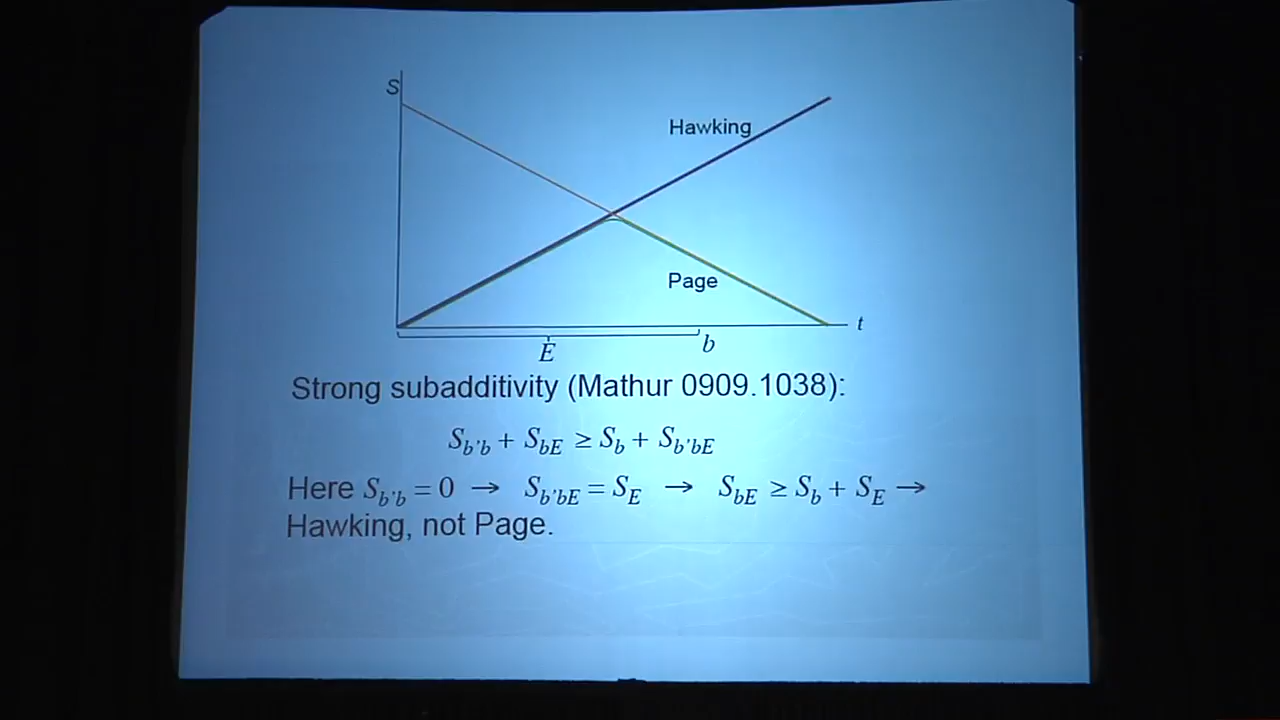 S
Hawking
Page
t
E
b
Strong subadditivity (Mathur 0909.1038):
S_{b'b} + S_{bE} ≥ S_b + S_{b'bE}
Here S_{b'b} = 0 → S_{b'bE} = S_E → S_{bE} ≥ S_b + S_E →
Hawking, not Page.